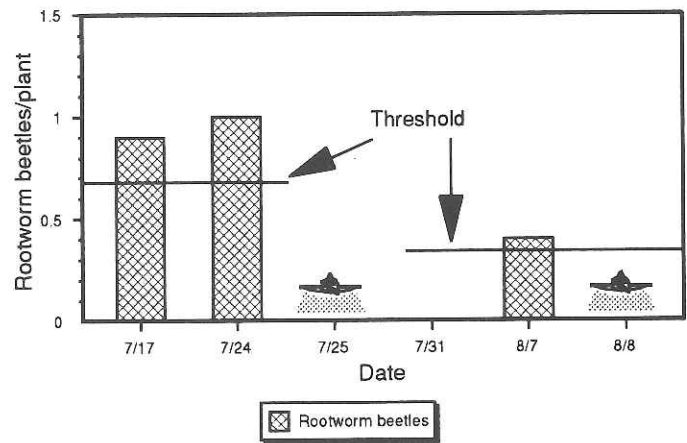 Rootworm beetles/plant
1.5
1
0.5
0
Threshold
7/17 7/24 7/25 7/31 8/7 8/8
Date
Rootworm beetles